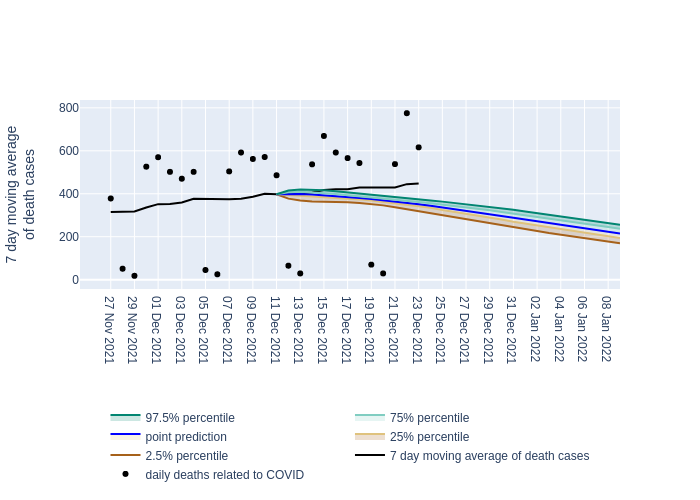 7 day moving average
of death cases
800
600
400
200
0
27 Nov 2021
29 Nov 2021
01 Dec 2021
03 Dec 2021
05 Dec 2021
07 Dec 2021
09 Dec 2021
11 Dec 2021
13 Dec 2021
15 Dec 2021
17 Dec 2021
19 Dec 2021
21 Dec 2021
23 Dec 2021
25 Dec 2021
27 Dec 2021
29 Dec 2021
31 Dec 2021
02 Jan 2022
04 Jan 2022
06 Jan 2022
08 Jan 2022
97.5% percentile
75% percentile
point prediction
25% percentile
2.5% percentile
7 day moving average of death cases
daily deaths related to COVID